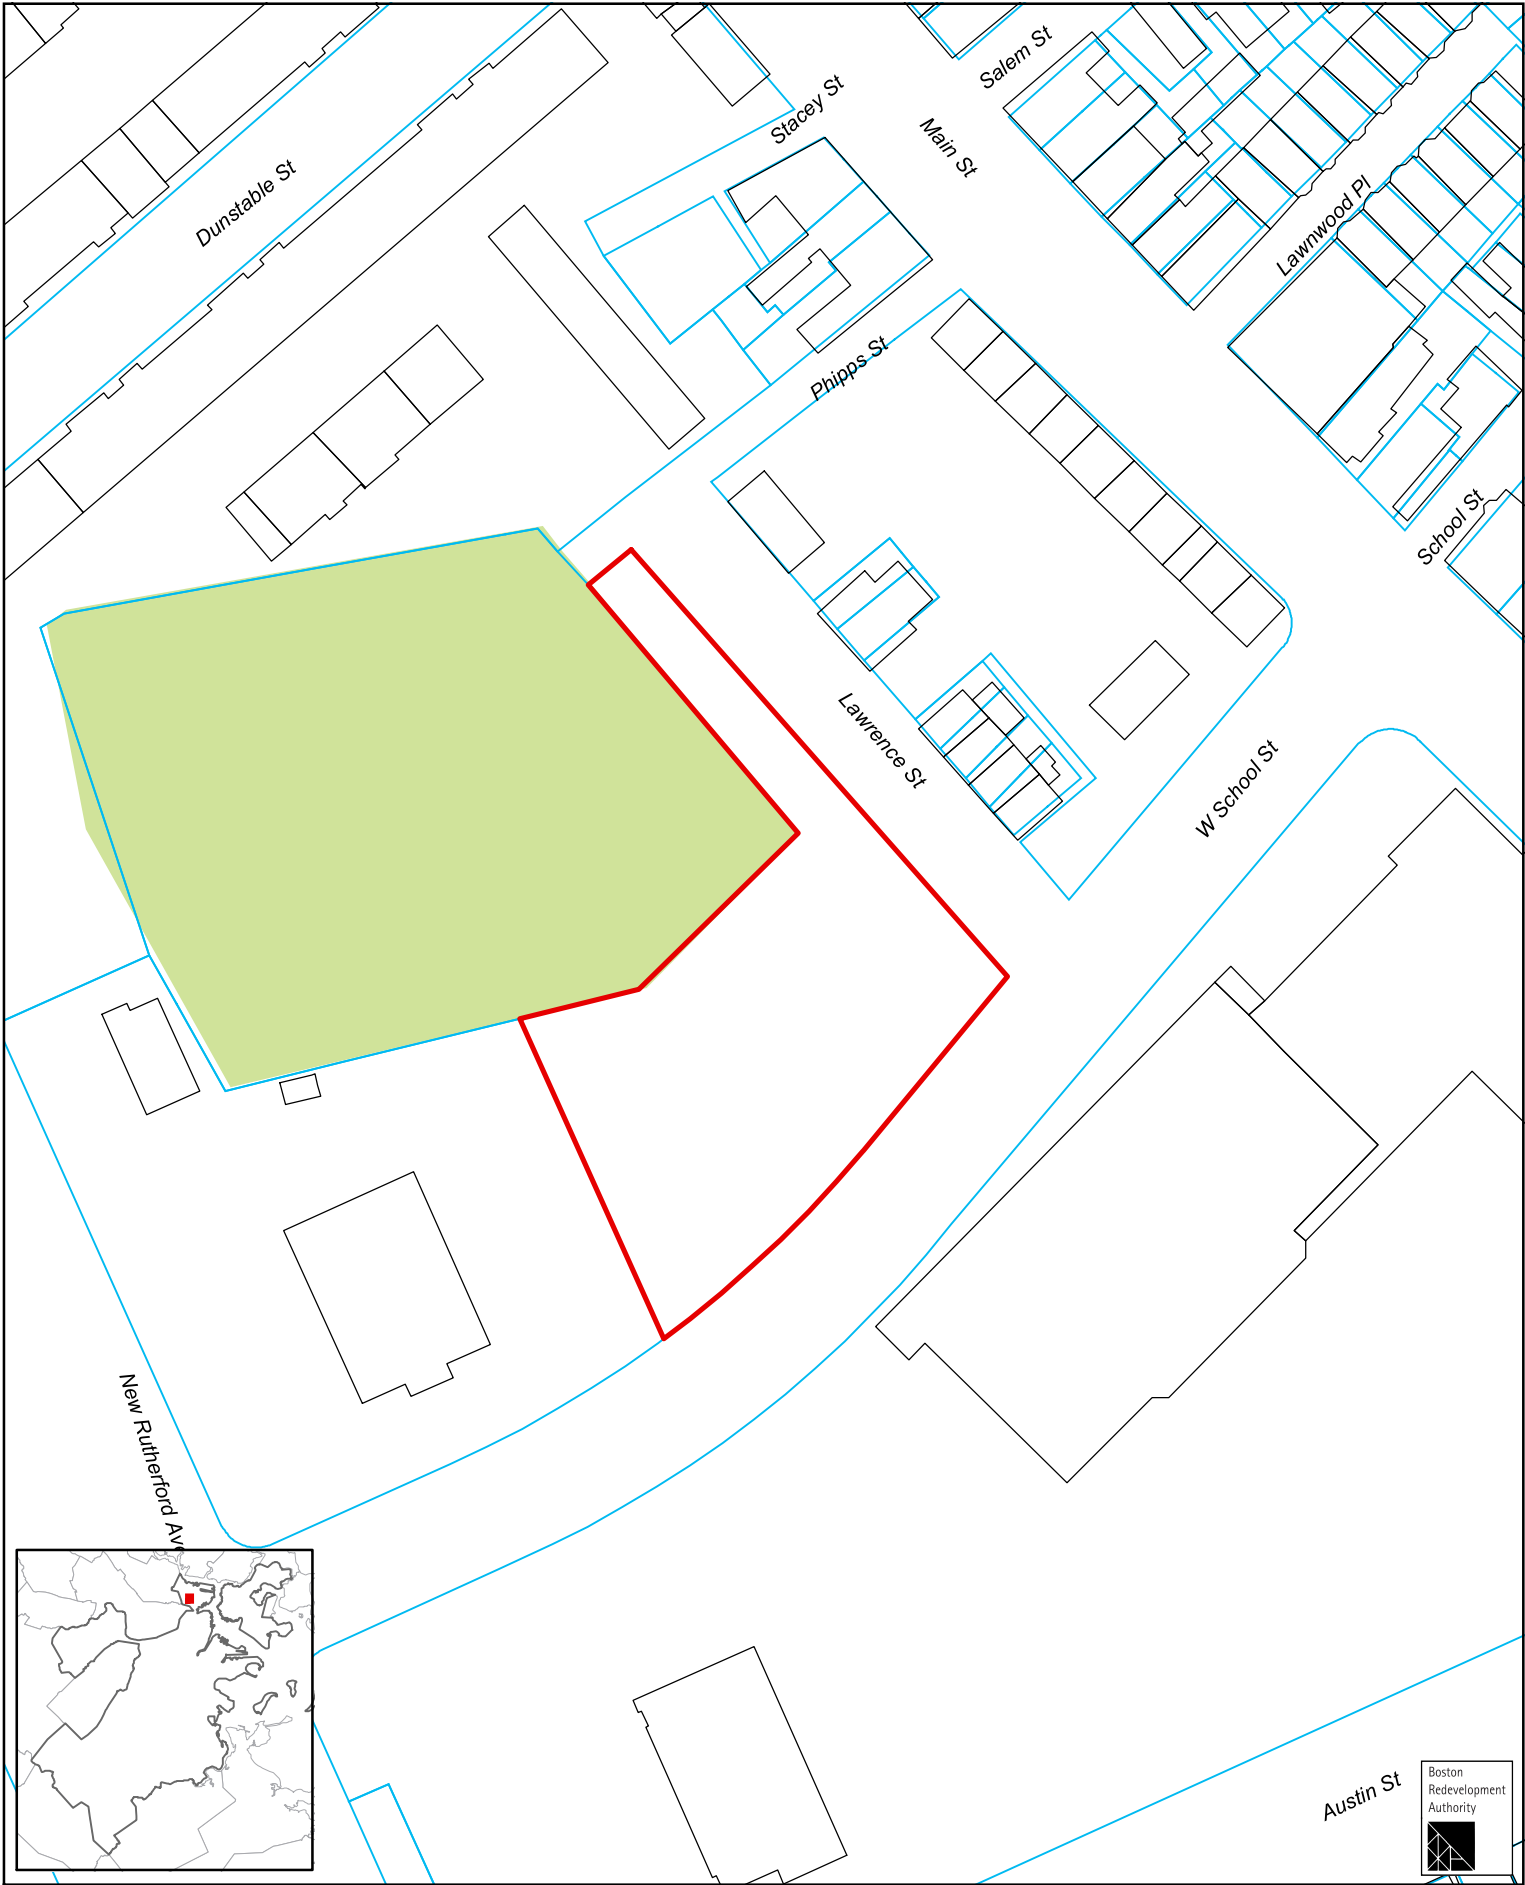 Salem St
Stacey St
Main St
Dunstable St
Lawnwood Pl
Phipps St
School St
Lawrence St
W School St
New Rutherford Ave
Austin St
Boston
Redevelopment
Authority